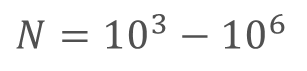 N = 10³ − 10⁶